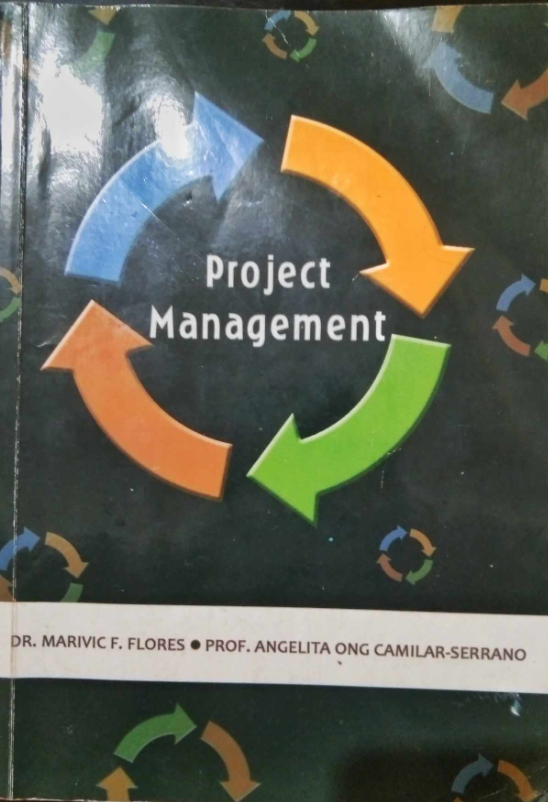 Project
Management
DR. MARIVIC F. FLORES ● PROF. ANGELITA ONG CAMILAR-SERRANO